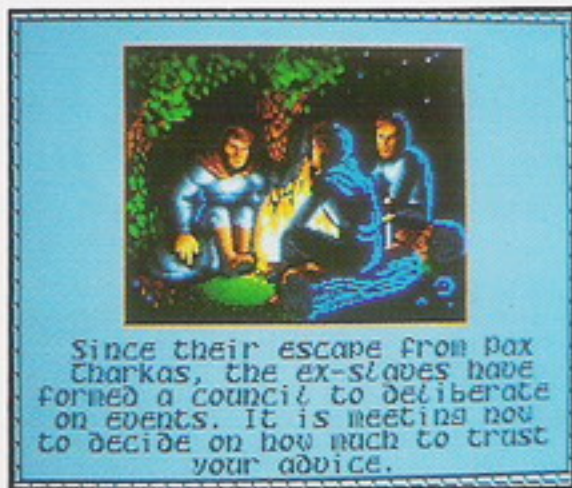 Since their escape from Pax
Tharkas, the ex-slaves have
formed a council to deliberate
on events. It is meeting now
to decide on how much to trust
your advice.